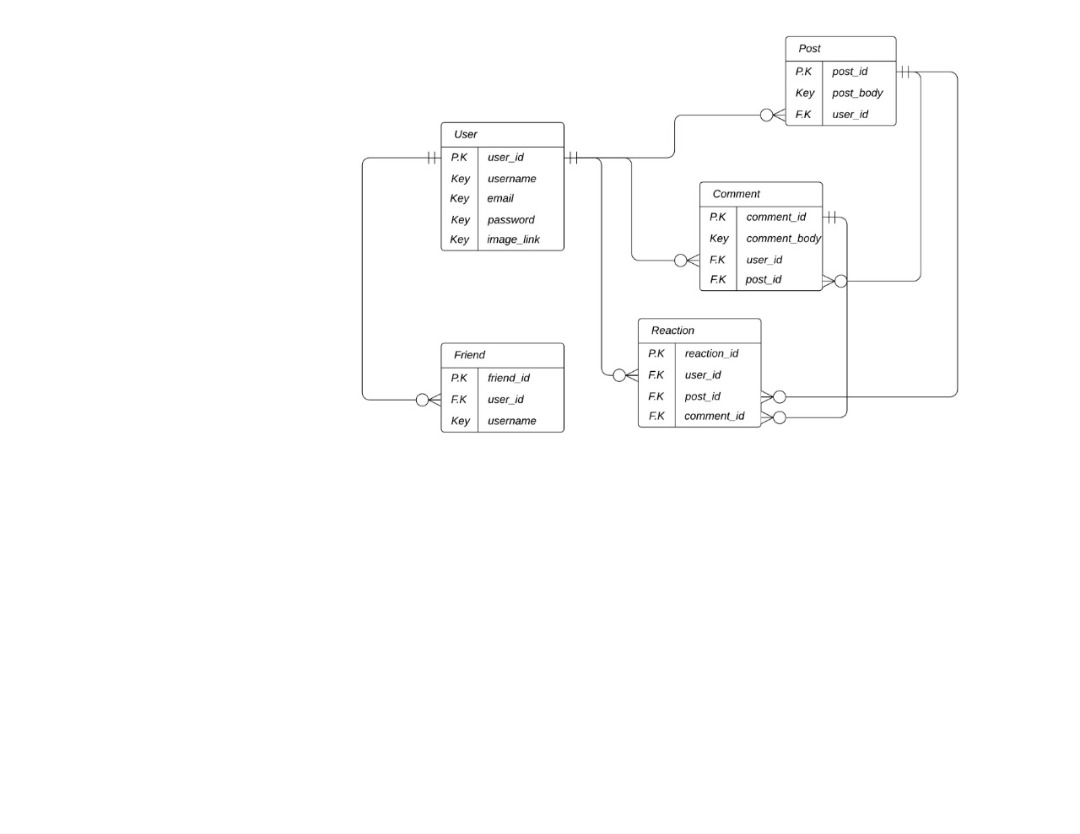 Post
P.K post_id
Key post_body
F.K user_id
User
P.K user_id
Key username
Key email
Key password
Key image_link
Comment
P.K comment_id
Key comment_body
F.K user_id
F.K post_id
Reaction
P.K reaction_id
F.K user_id
F.K post_id
F.K comment_id
Friend
P.K friend_id
F.K user_id
Key username